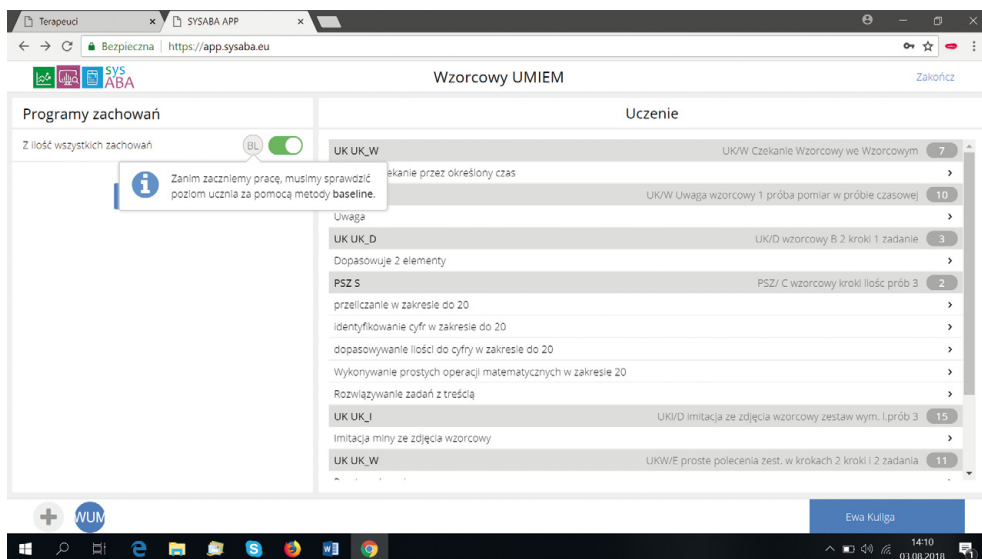 Terapeuci
SYSABA APP
Bezpieczna
https://app.sysaba.eu
sys
ABA
Wzorcowy UMIEM
Zakończ
Programy zachowań
Uczenie
Z ilość wszystkich zachowań
BL
Zanim zaczniemy pracę, musimy sprawdzić
poziom ucznia za pomocą metody baseline.
UK UK_W
UK/W Czekanie Wzorcowy we Wzorcowym
7
ekanie przez określony czas
UK/W Uwaga wzorcowy 1 próba pomiar w próbie czasowej
10
Uwaga
UK UK_D
UK/D wzorcowy B 2 kroki 1 zadanie
3
Dopasowuje 2 elementy
PSZ S
PSZ/ C wzorcowy kroki ilośc prób 3
2
przeliczanie w zakresie do 20
identyfikowanie cyfr w zakresie do 20
dopasowywanie ilości do cyfry w zakresie do 20
Wykonywanie prostych operacji matematycznych w zakresie 20
Rozwiązywanie zadań z treścią
UK UK_I
UKI/D imitacja ze zdjęcia wzorcowy zestaw wym. l.prób 3
15
Imitacja miny ze zdjęcia wzorcowy
UK UK_W
UKW/E proste polecenia zest. w krokach 2 kroki i 2 zadania
11
WUM
Ewa Kuliga
14:10
03.08.2018